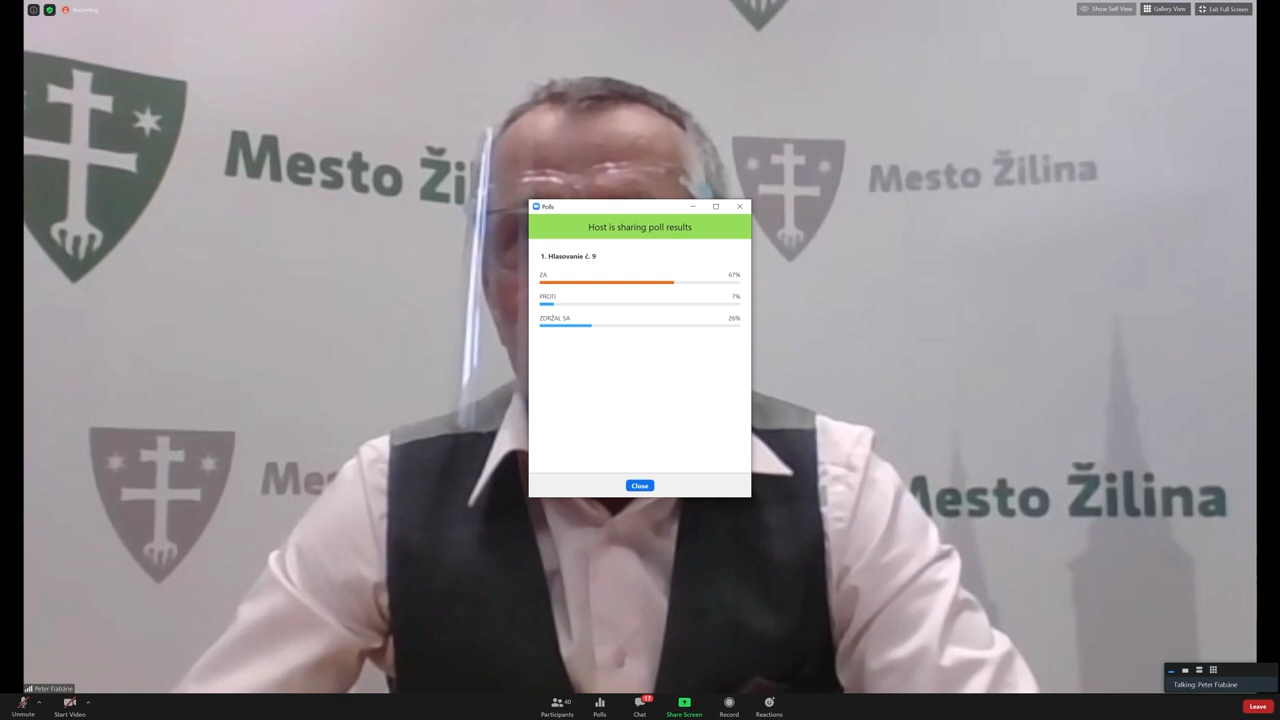 Recording
Show Self View
Gallery View
Exit Full Screen
Mesto Ži
Mesto Žilina
Polls
Host is sharing poll results
1. Hlasovanie č. 9
ZA
67%
PROTI
7%
ZDRŽAL SA
26%
Close
Mesto Žilina
Peter Fiabáne
Talking: Peter Fiabáne
Unmute
Start Video
Participants
40
Polls
Chat
17
Share Screen
Record
Reactions
Leave